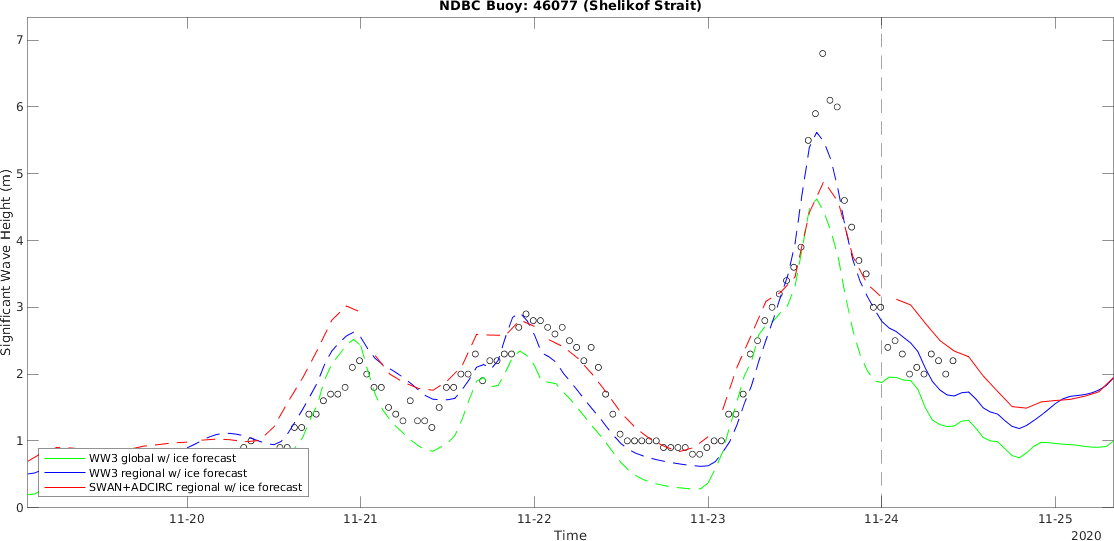 NDBC Buoy: 46077 (Shelikof Strait)
Significant Wave Height (m)
7
6
5
4
3
2
1
0
WW3 global w/ ice forecast
WW3 regional w/ ice forecast
SWAN+ADCIRC regional w/ ice forecast
11-20
11-21
11-22
11-23
11-24
11-25
Time
2020